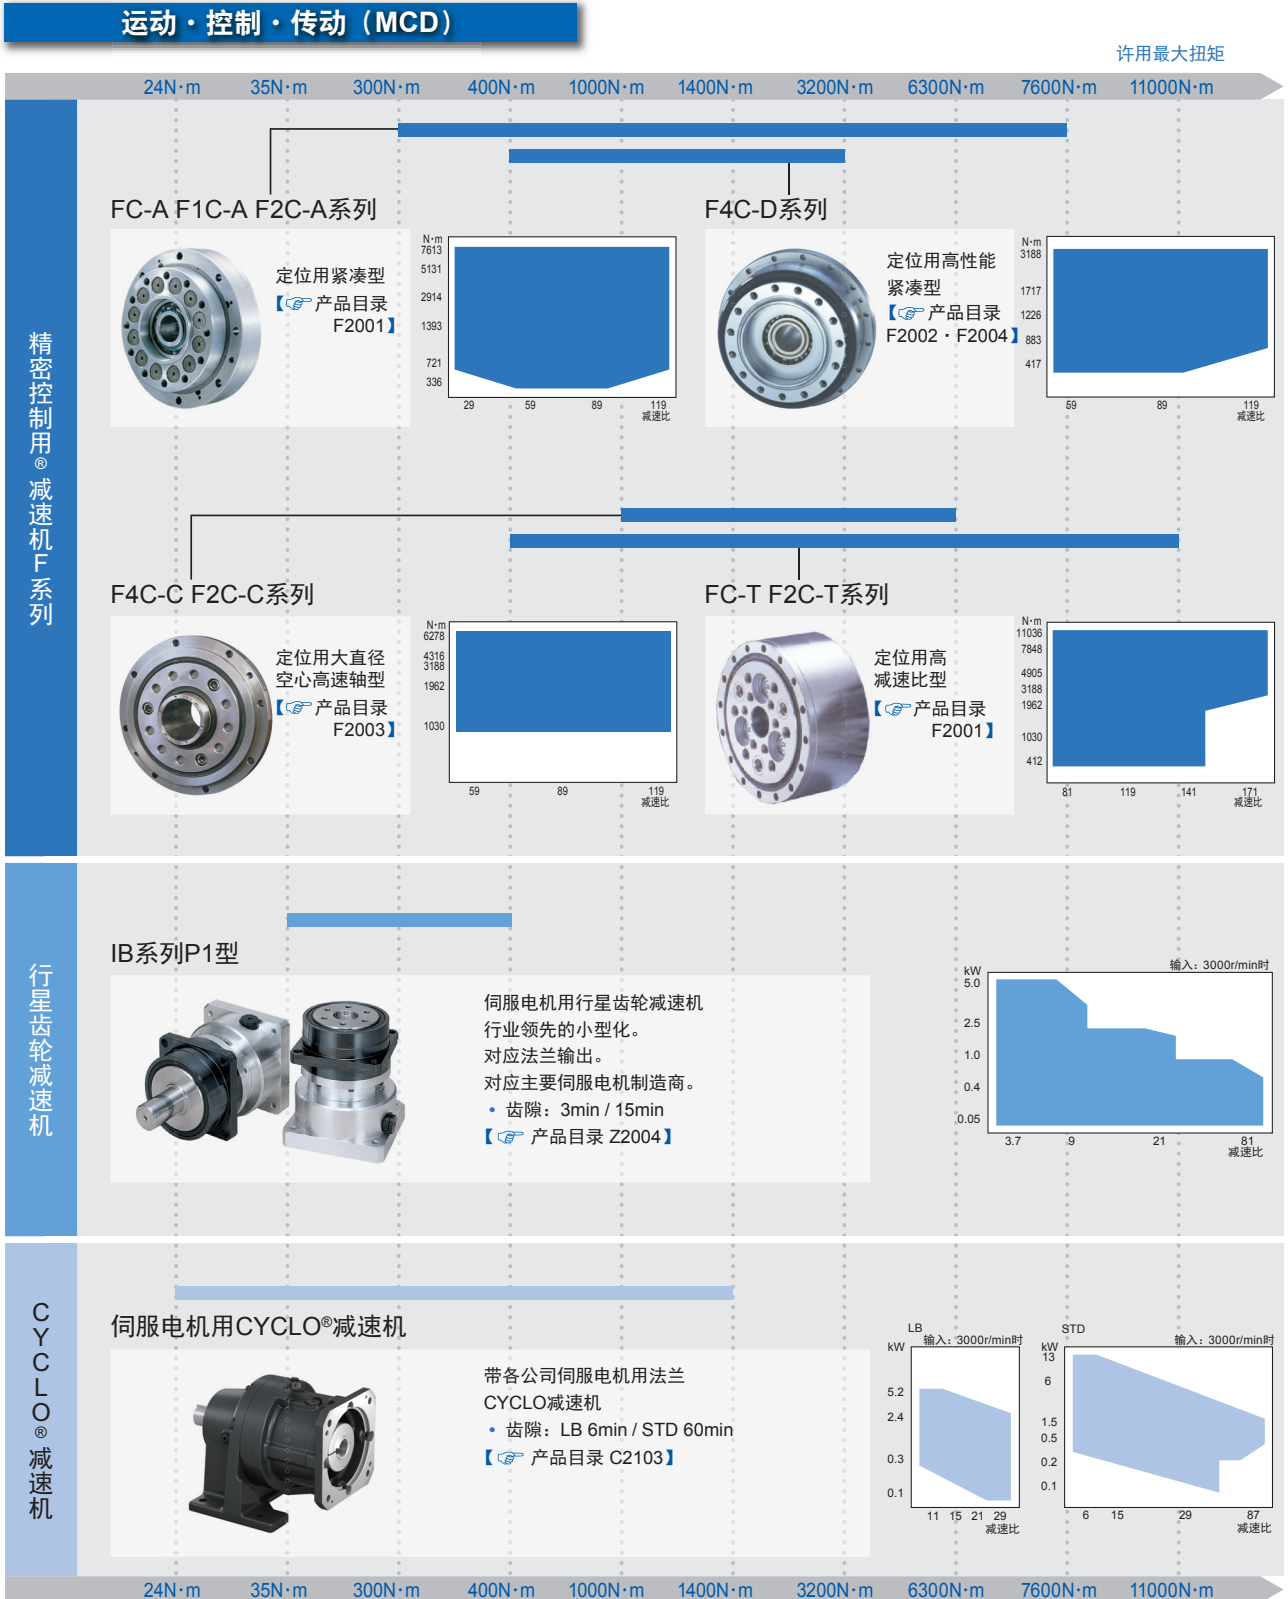 运动・控制・传动（MCD）
许用最大扭矩
24N·m 35N·m 300N·m 400N·m 1000N·m 1400N·m 3200N·m 6300N·m 7600N·m 11000N·m
精密控制用®减速机F系列
FC-A F1C-A F2C-A系列
定位用紧凑型
【☞产品目录
F2001】
N·m
7613
5131
2914
1393
721
336
29 59 89 119
减速比
F4C-D系列
定位用高性能
紧凑型
【☞产品目录
F2002・F2004】
N·m
3188
1717
1226
883
417
59 89 119
减速比
F4C-C F2C-C系列
定位用大直径
空心高速轴型
【☞产品目录
F2003】
N·m
6278
4316
3188
1962
1030
59 89 119
减速比
FC-T F2C-T系列
定位用高
减速比型
【☞产品目录
F2001】
N·m
11036
7848
4905
3188
1962
1030
412
81 119 141 171
减速比
行星齿轮减速机
IB系列P1型
伺服电机用行星齿轮减速机
行业领先的小型化。
对应法兰输出。
对应主要伺服电机制造商。
• 齿隙：3min / 15min
【☞ 产品目录 Z2004】
输入：3000r/min时
kW
5.0
2.5
1.0
0.4
0.05
3.7 9 21 81
减速比
CYCLO®减速机
伺服电机用CYCLO®减速机
带各公司伺服电机用法兰
CYCLO减速机
• 齿隙：LB 6min / STD 60min
【☞ 产品目录 C2103】
LB
输入：3000r/min时
kW
5.2
2.4
0.3
0.1
11 15 21 29
减速比
STD
输入：3000r/min时
kW
13
6
1.5
0.5
0.2
0.1
6 15 29 87
减速比
24N·m 35N·m 300N·m 400N·m 1000N·m 1400N·m 3200N·m 6300N·m 7600N·m 11000N·m